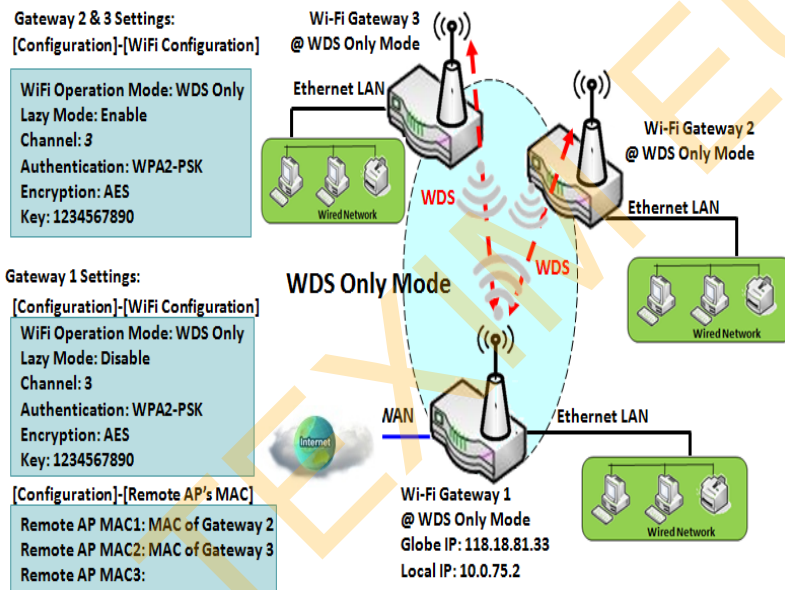 Gateway 2 & 3 Settings:
[Configuration]-[WiFi Configuration]
WiFi Operation Mode: WDS Only
Lazy Mode: Enable
Channel: 3
Authentication: WPA2-PSK
Encryption: AES
Key: 1234567890
Wi-Fi Gateway 3
@ WDS Only Mode
Ethernet LAN
Wired Network
Wi-Fi Gateway 2
@ WDS Only Mode
Ethernet LAN
Wired Network
WDS
WDS
WDS Only Mode
Gateway 1 Settings:
[Configuration]-[WiFi Configuration]
WiFi Operation Mode: WDS Only
Lazy Mode: Disable
Channel: 3
Authentication: WPA2-PSK
Encryption: AES
Key: 1234567890
[Configuration]-[Remote AP's MAC]
Remote AP MAC1: MAC of Gateway 2
Remote AP MAC2: MAC of Gateway 3
Remote AP MAC3:
Internet
WAN
Ethernet LAN
Wired Network
Wi-Fi Gateway 1
@ WDS Only Mode
Globe IP: 118.18.81.33
Local IP: 10.0.75.2